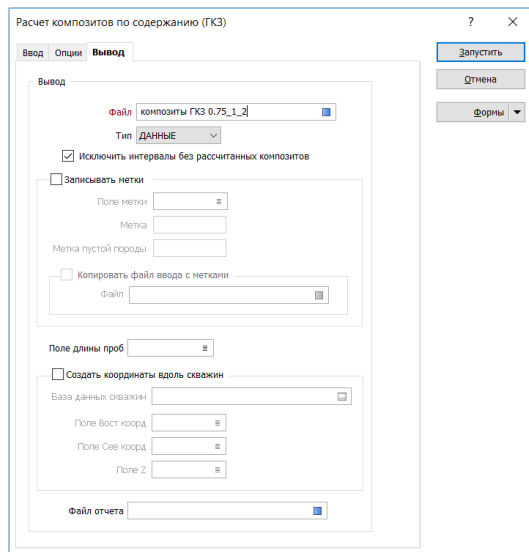 Расчет композитов по содержанию (ГКЗ)
?
Ввод Опции Вывод
Запустить
Отмена
Формы
Вывод
Файл композиты ГКЗ 0.75_1_2
Тип ДАННЫЕ
Исключить интервалы без рассчитанных композитов
Записывать метки
Поле метки
Метка
Метка пустой породы
Копировать файл ввода с метками
Файл
Поле длины проб
Создать координаты вдоль скважин
База данных скважин
Поле Вост коорд
Поле Сев коорд
Поле Z
Файл отчета